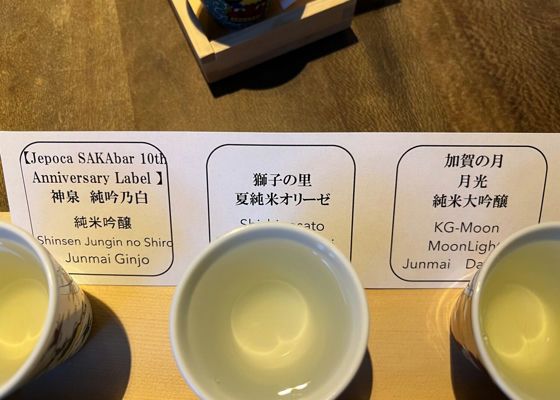 【Jepoca SAKAbar 10th
Anniversary Label 】
神泉 純吟乃白
純米吟醸
Shinsen Jungin no Shiro
Junmai Ginjo
獅子の里
夏純米オリーゼ
加賀の月
月光
純米大吟醸
KG-Moon
MoonLight
Junmai